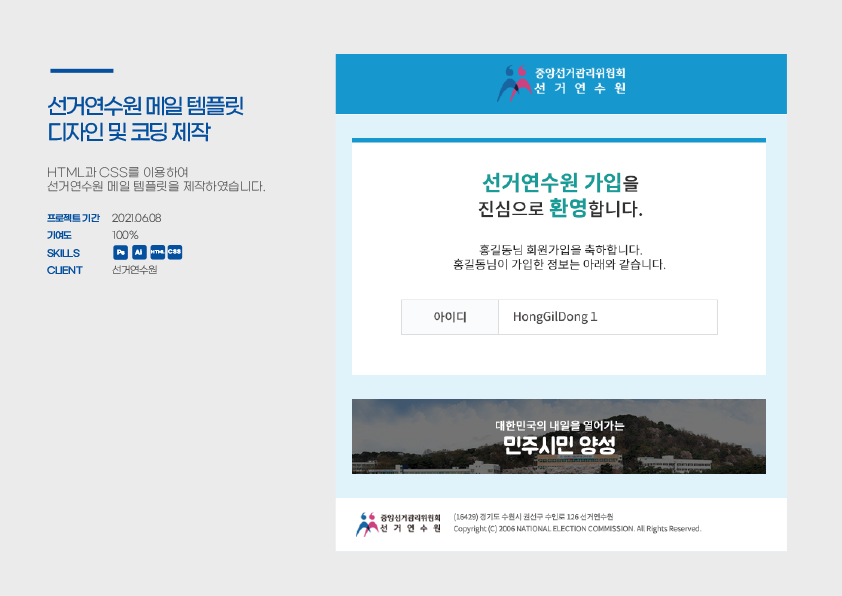 선거연수원 메일 템플릿
디자인 및 코딩 제작
HTML과 CSS를 이용하여
선거연수원 메일 템플릿을 제작하였습니다.
프로젝트 기간 2021.06.08
기여도 100%
SKILLS Ps Ai HTML CSS
CLIENT 선거연수원
중앙선거관리위원회
선거연수원
선거연수원 가입을
진심으로 환영합니다.
홍길동님 회원가입을 축하합니다.
홍길동님이 가입한 정보는 아래와 같습니다.
아이디 HongGilDong1
대한민국의 내일을 열어가는
민주시민 양성
중앙선거관리위원회
선거연수원
(16429) 경기도 수원시 권선구 수인로 126 선거연수원
Copyright (C) 2006 NATIONAL ELECTION COMMISSION. All Rights Reserved.